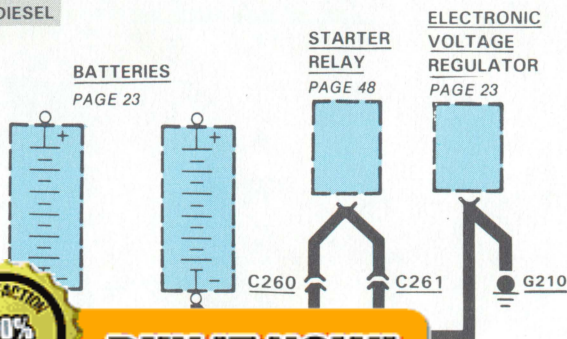 DIESEL
BATTERIES
PAGE 23
STARTER
RELAY
PAGE 48
ELECTRONIC
VOLTAGE
REGULATOR
PAGE 23
+
+
-
-
C260
C261
G210